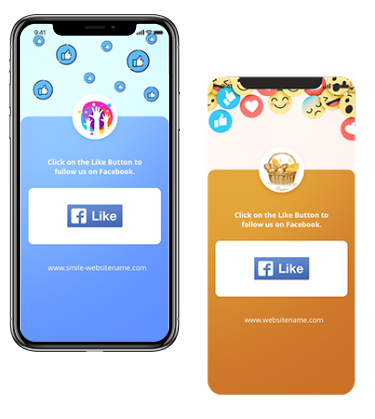 9:41
Click on the Like Button to
follow us on Facebook.
f Like
www.smile-websitename.com
Click on the Like Button to
follow us on Facebook.
f Like
www.websitename.com